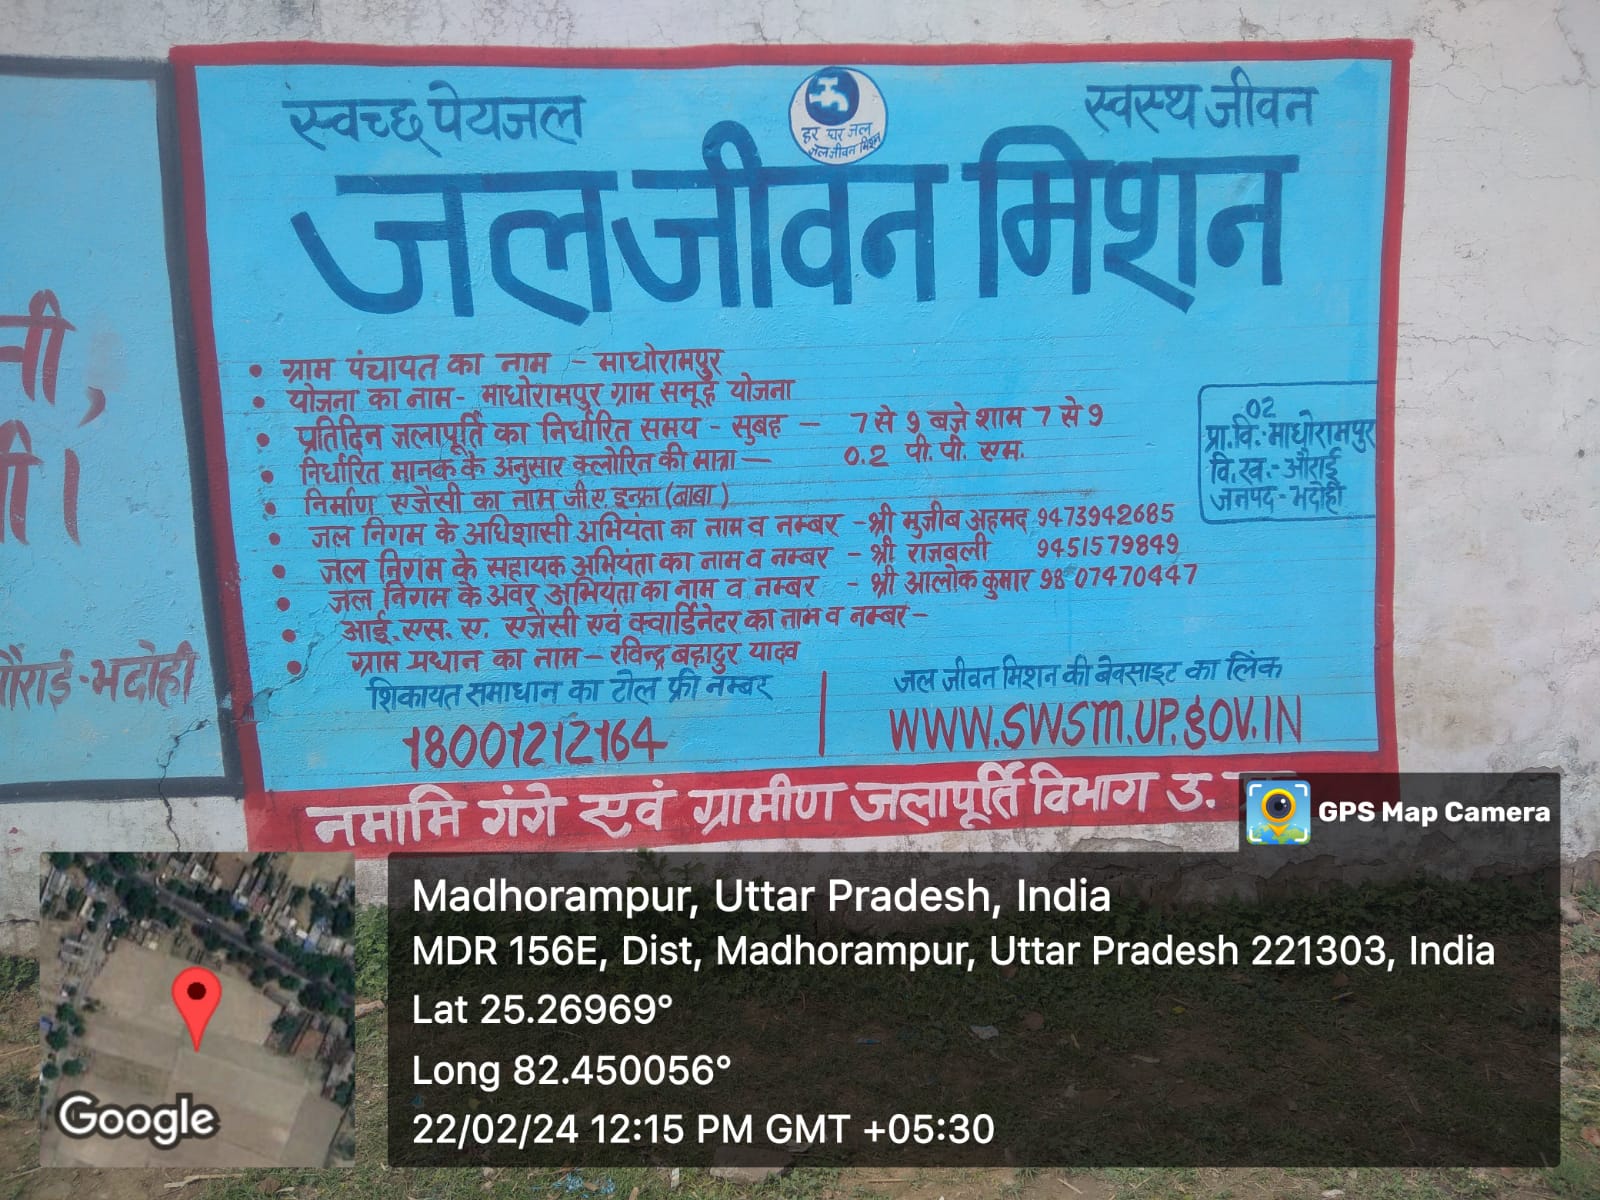 स्वच्छ पेयजल
हर घर जल
जल जीवन मिशन
स्वस्थ जीवन
जल जीवन मिशन
• ग्राम पंचायत का नाम - माधोरामपुर
• योजना का नाम- माधोरामपुर ग्राम समूह योजना
• प्रतिदिन जलापूर्ति का निर्धारित समय - सुबह - 7 से 9 बजे शाम 7 से 9
• निर्धारित मानक के अनुसार क्लोरिन की मात्रा - 0.2 पी. पी. एम.
• निर्माण एजेंसी का नाम जी.ए. इन्फ्रा (बाबा)
• जल निगम के अधिशासी अभियंता का नाम व नम्बर - श्री मुजीब अहमद 9473942685
• जल निगम के सहायक अभियंता का नाम व नम्बर - श्री राजबली 9451579849
• जल निगम के अवर अभियंता का नाम व नम्बर - श्री आलोक कुमार 98 07470447
• आई. एस. ए. एजेंसी एवं क्वार्डिनेटर का नाम व नम्बर -
• ग्राम प्रधान का नाम - रविन्द्र बहादुर यादव
02
प्रा. वि.- माधोरामपुर
वि. ख.- औराई
जनपद - भदोही
शिकायत समाधान का टोल फ्री नम्बर
18001212164
जल जीवन मिशन की वेबसाइट का लिंक
WWW.SWSM.UP.GOV.IN
नमामि गंगे एवं ग्रामीण जलापूर्ति विभाग उ.
औराई - भदोही
GPS Map Camera
Madhorampur, Uttar Pradesh, India
MDR 156E, Dist, Madhorampur, Uttar Pradesh 221303, India
Lat 25.26969°
Long 82.450056°
22/02/24 12:15 PM GMT +05:30
Google